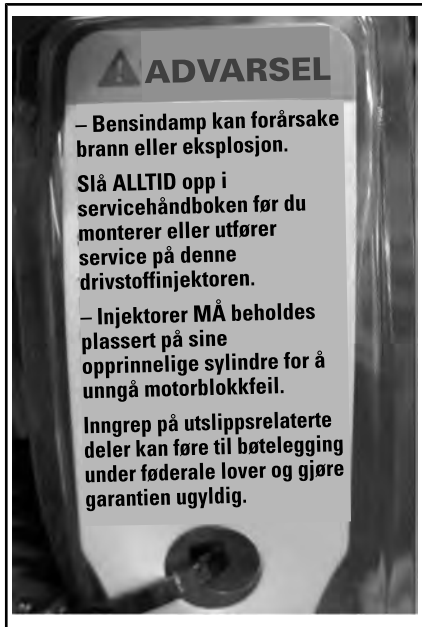 ADVARSEL
– Bensindamp kan forårsake
brann eller eksplosjon.
Slå ALLTID opp i
servicehåndboken før du
monterer eller utfører
service på denne
drivstoffinjektoren.
– Injektorer MÅ beholdes
plassert på sine
opprinnelige sylindre for å
unngå motorblokkfeil.
Inngrep på utslippsrelaterte
deler kan føre til bøtelegging
under føderale lover og gjøre
garantien ugyldig.